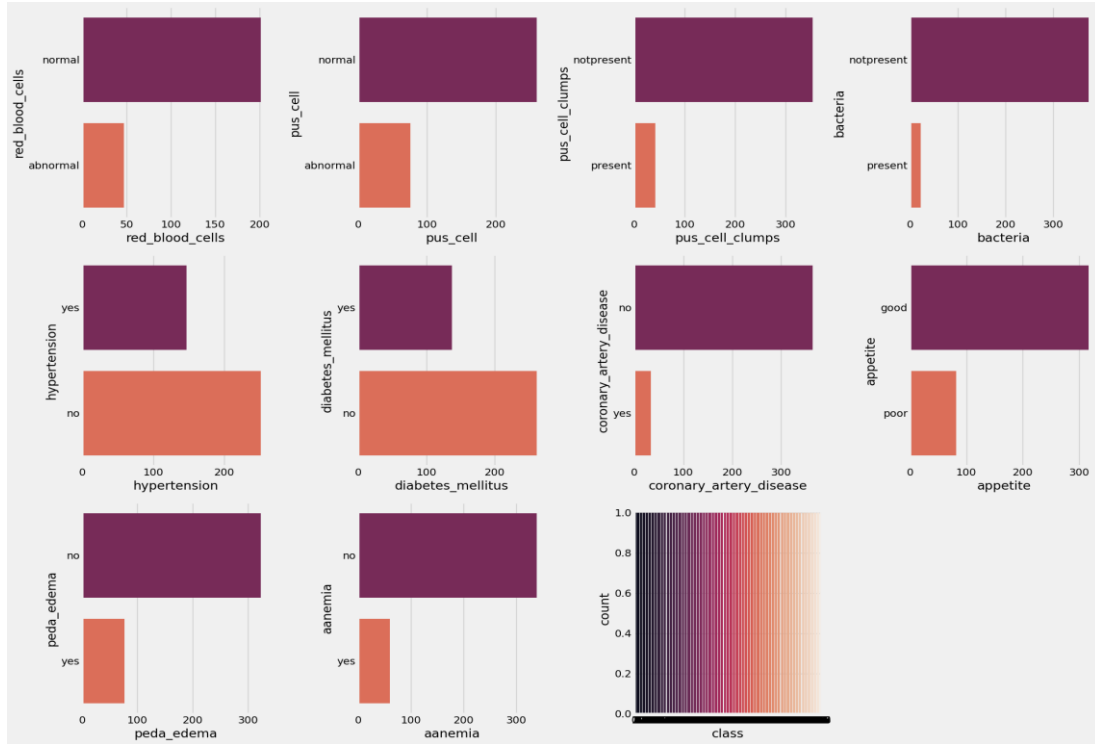 red_blood_cells
normal
abnormal
0 50 100 150 200
red_blood_cells
pus_cell
normal
abnormal
0 100 200
pus_cell
pus_cell_clumps
notpresent
present
0 100 200 300
pus_cell_clumps
bacteria
notpresent
present
0 100 200 300
bacteria
hypertension
yes
no
0 100 200
hypertension
diabetes_mellitus
yes
no
0 100 200
diabetes_mellitus
coronary_artery_disease
no
yes
0 100 200 300
coronary_artery_disease
appetite
good
poor
0 100 200 300
appetite
peda_edema
no
yes
0 100 200 300
peda_edema
aanemia
no
yes
0 100 200 300
aanemia
count
1.0
0.8
0.6
0.4
0.2
0.0
class